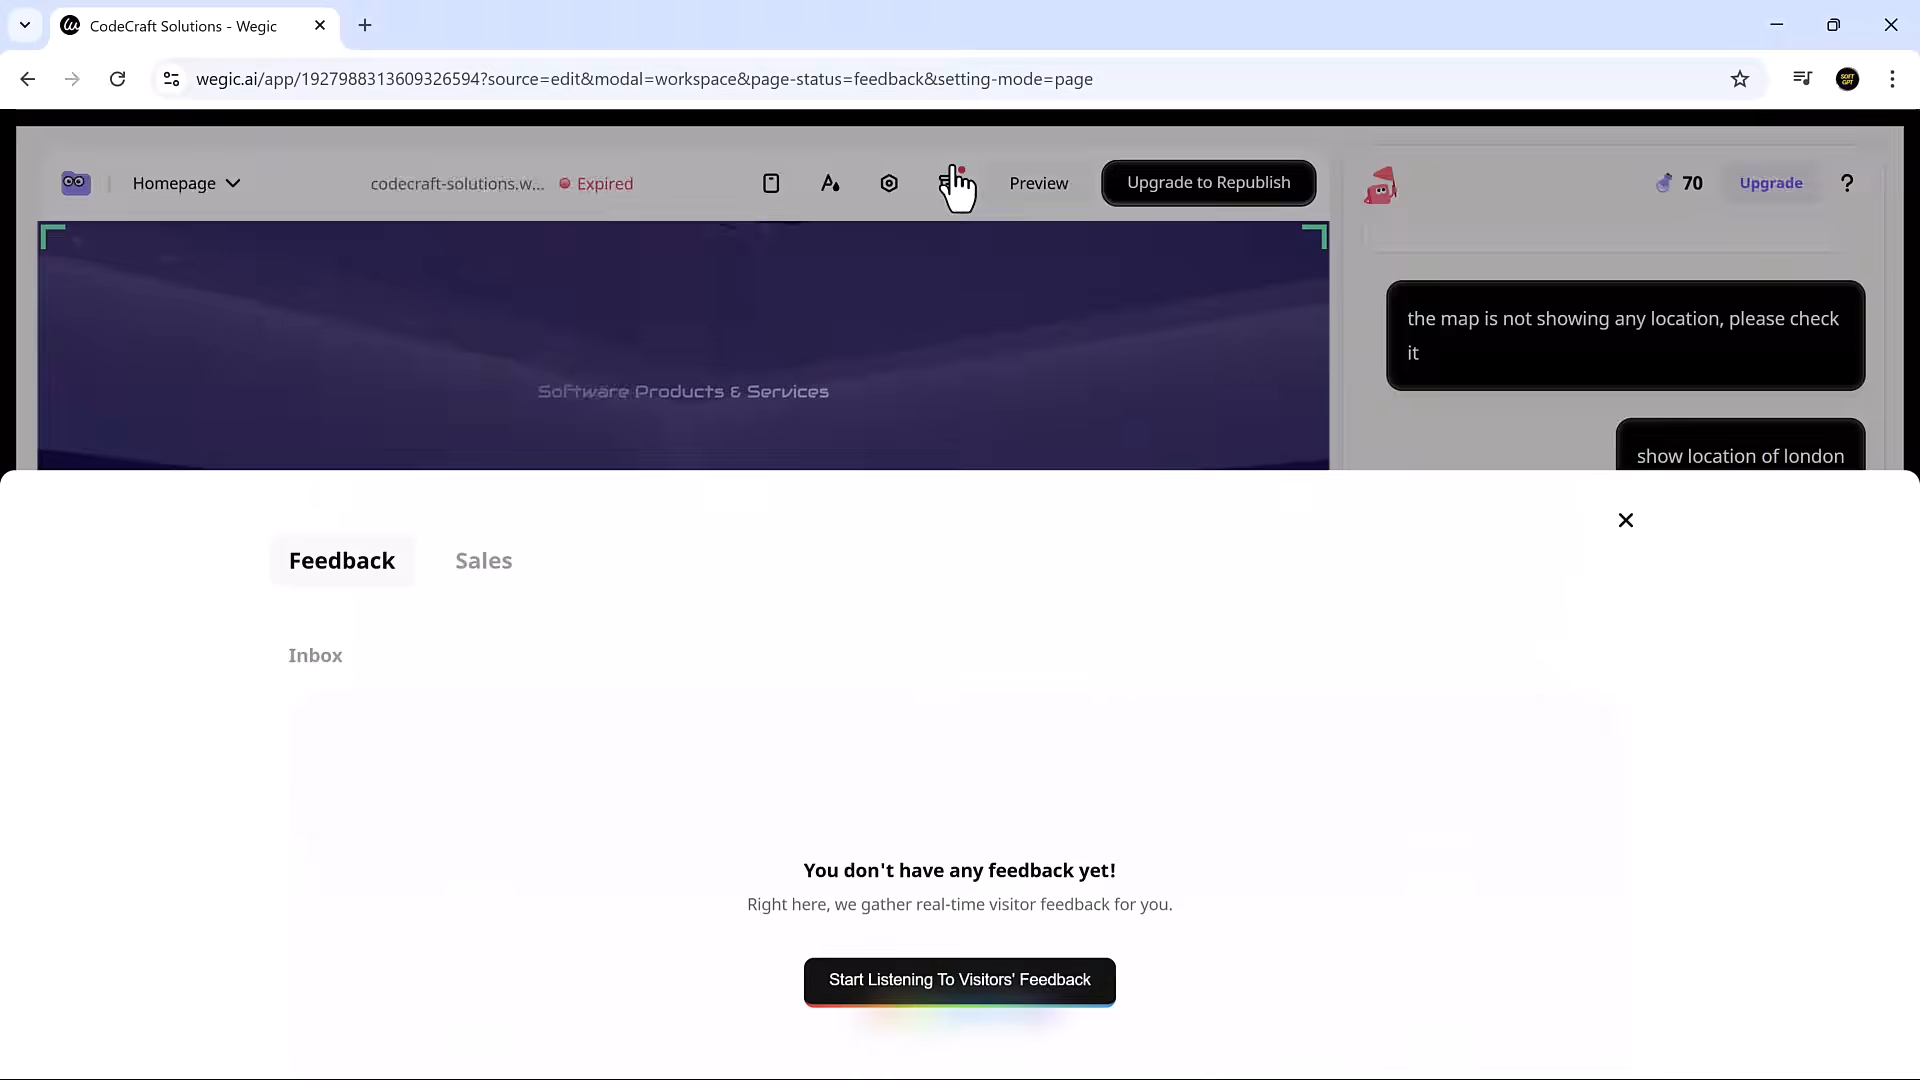 CodeCraft Solutions - Wegic
wegic.ai/app/1927988313609326594?source=edit&modal=workspace&page-status=feedback&setting-mode=page
SOFT
GPT
Homepage
codecraft-solutions.w...
Expired
Preview
Upgrade to Republish
70
Upgrade
?
the map is not showing any location, please check
it
Software Products & Services
show location of london
Feedback
Sales
Inbox
You don't have any feedback yet!
Right here, we gather real-time visitor feedback for you.
Start Listening To Visitors' Feedback